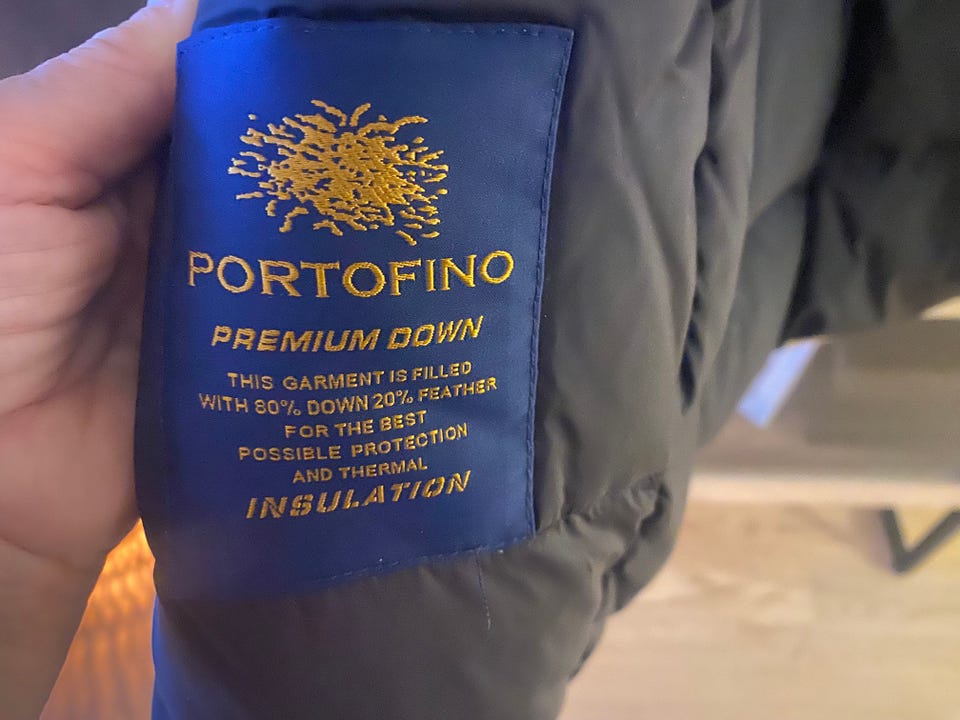 PORTOFINO
PREMIUM DOWN
THIS GARMENT IS FILLED
WITH 80% DOWN 20% FEATHER
FOR THE BEST
POSSIBLE PROTECTION
AND THERMAL
INSULATION